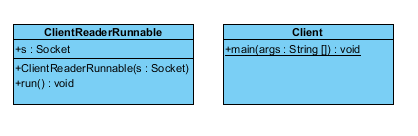 ClientReaderRunnable
+s : Socket
+ClientReaderRunnable(s : Socket)
+run() : void
Client
+main(args : String []) : void